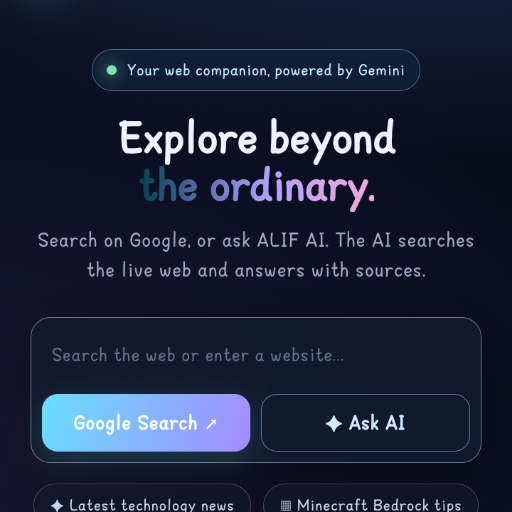 Your web companion, powered by Gemini
Explore beyond
the ordinary.
Search on Google, or ask ALIF AI. The AI searches
the live web and answers with sources.
Search the web or enter a website...
Google Search ↗
✦ Ask AI
✦ Latest technology news
▦ Minecraft Bedrock tips